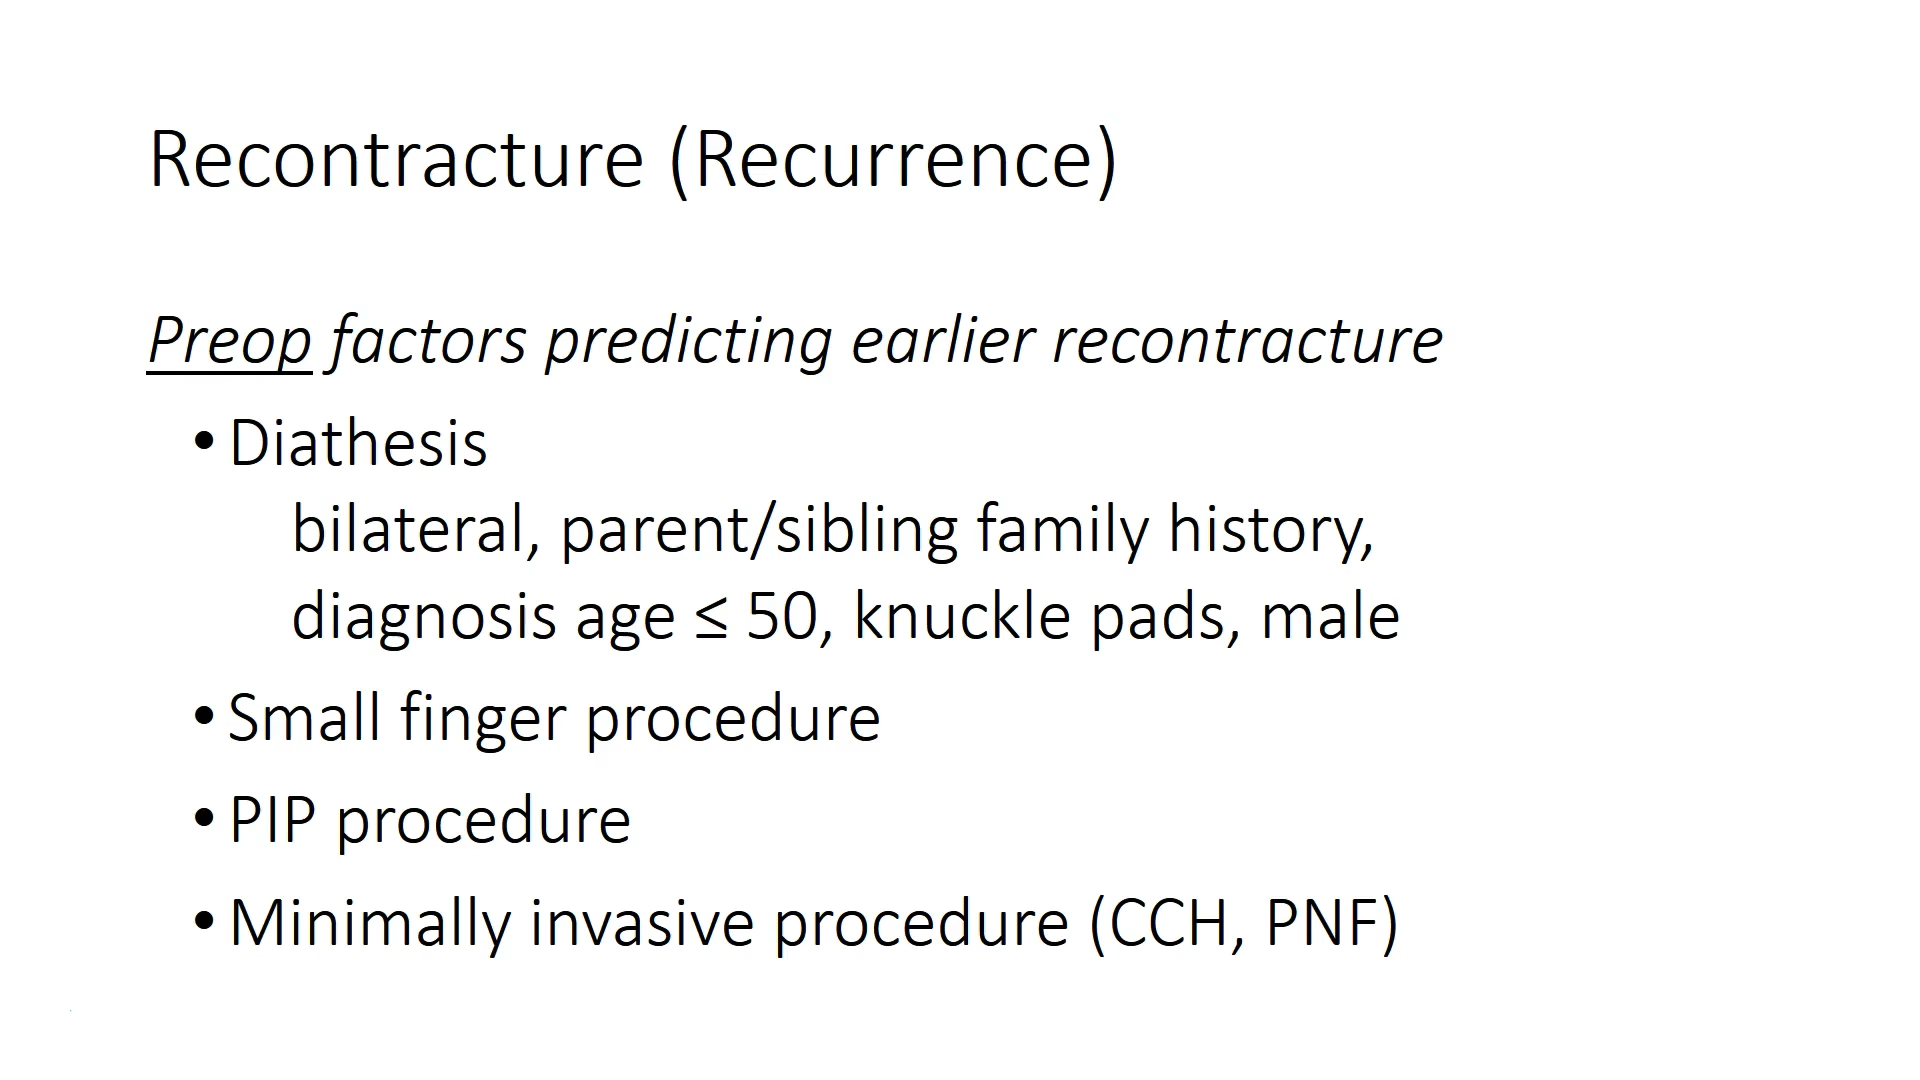 Recontracture (Recurrence)
Preop factors predicting earlier recontracture
• Diathesis
bilateral, parent/sibling family history,
diagnosis age ≤ 50, knuckle pads, male
• Small finger procedure
• PIP procedure
• Minimally invasive procedure (CCH, PNF)